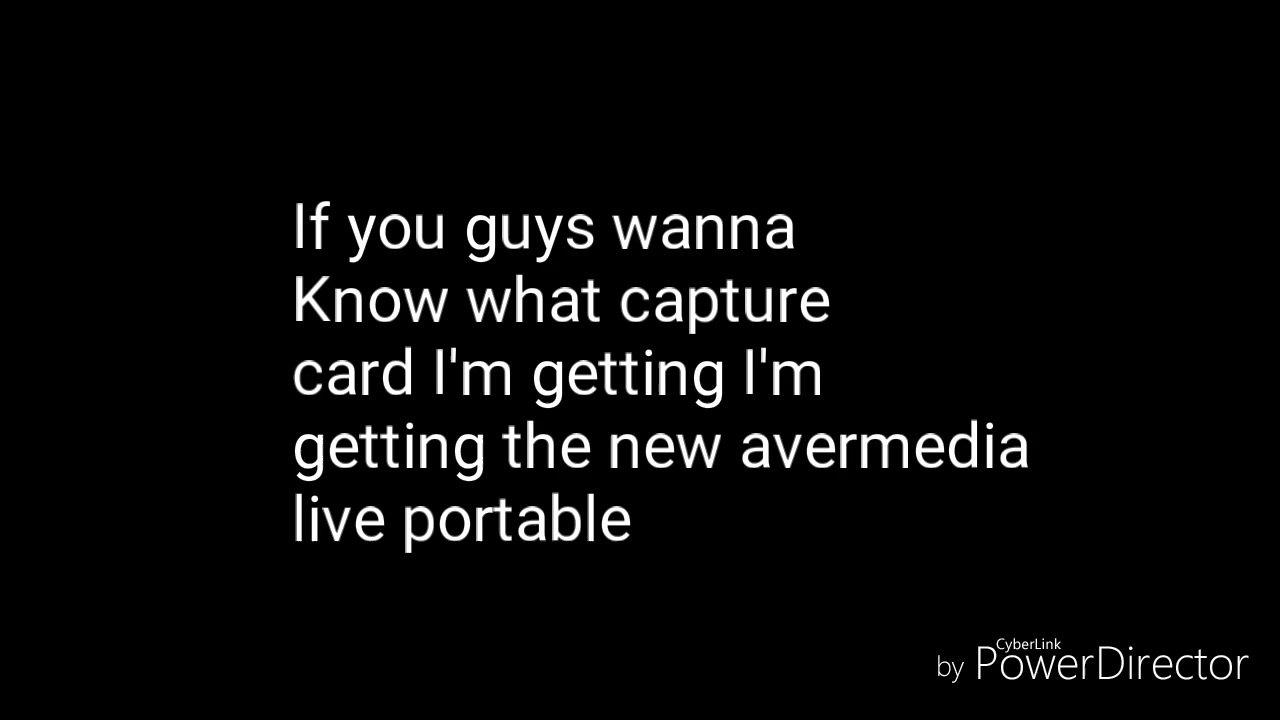 If you guys wanna
Know what capture
card I'm getting I'm
getting the new avermedia
live portable
CyberLink
by PowerDirector